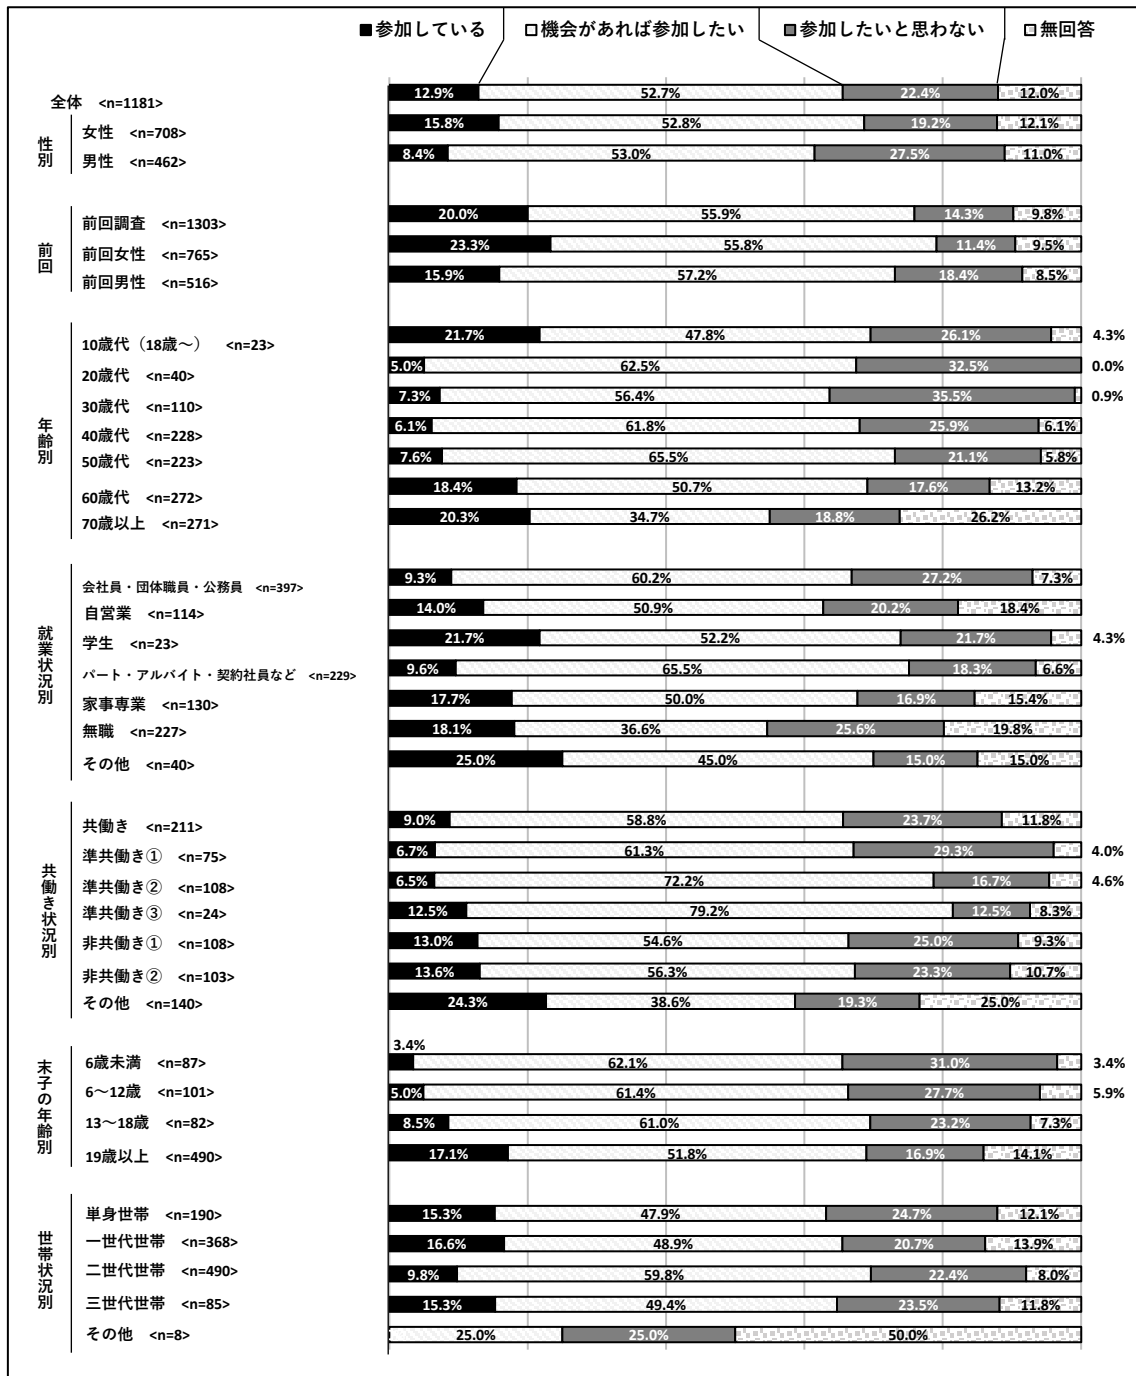 ■参加している □機会があれば参加したい ■参加したいと思わない □無回答
全体 <n=1181> 12.9% 52.7% 22.4% 12.0%
性別
女性 <n=708> 15.8% 52.8% 19.2% 12.1%
男性 <n=462> 8.4% 53.0% 27.5% 11.0%
前回
前回調査 <n=1303> 20.0% 55.9% 14.3% 9.8%
前回女性 <n=765> 23.3% 55.8% 11.4% 9.5%
前回男性 <n=516> 15.9% 57.2% 18.4% 8.5%
年齢別
10歳代（18歳～） <n=23> 21.7% 47.8% 26.1% 4.3%
20歳代 <n=40> 5.0% 62.5% 32.5% 0.0%
30歳代 <n=110> 7.3% 56.4% 35.5% 0.9%
40歳代 <n=228> 6.1% 61.8% 25.9% 6.1%
50歳代 <n=223> 7.6% 65.5% 21.1% 5.8%
60歳代 <n=272> 18.4% 50.7% 17.6% 13.2%
70歳以上 <n=271> 20.3% 34.7% 18.8% 26.2%
就業状況別
会社員・団体職員・公務員 <n=397> 9.3% 60.2% 27.2% 7.3%
自営業 <n=114> 14.0% 50.9% 20.2% 18.4%
学生 <n=23> 21.7% 52.2% 21.7% 4.3%
パート・アルバイト・契約社員など <n=229> 9.6% 65.5% 18.3% 6.6%
家事専業 <n=130> 17.7% 50.0% 16.9% 15.4%
無職 <n=227> 18.1% 36.6% 25.6% 19.8%
その他 <n=40> 25.0% 45.0% 15.0% 15.0%
共働き状況別
共働き <n=211> 9.0% 58.8% 23.7% 11.8%
準共働き① <n=75> 6.7% 61.3% 29.3% 4.0%
準共働き② <n=108> 6.5% 72.2% 16.7% 4.6%
準共働き③ <n=24> 12.5% 79.2% 12.5% 8.3%
非共働き① <n=108> 13.0% 54.6% 25.0% 9.3%
非共働き② <n=103> 13.6% 56.3% 23.3% 10.7%
その他 <n=140> 24.3% 38.6% 19.3% 25.0%
末子の年齢別
6歳未満 <n=87> 3.4% 62.1% 31.0% 3.4%
6～12歳 <n=101> 5.0% 61.4% 27.7% 5.9%
13～18歳 <n=82> 8.5% 61.0% 23.2% 7.3%
19歳以上 <n=490> 17.1% 51.8% 16.9% 14.1%
世帯状況別
単身世帯 <n=190> 15.3% 47.9% 24.7% 12.1%
一世代世帯 <n=368> 16.6% 48.9% 20.7% 13.9%
二世代世帯 <n=490> 9.8% 59.8% 22.4% 8.0%
三世代世帯 <n=85> 15.3% 49.4% 23.5% 11.8%
その他 <n=8> 25.0% 25.0% 50.0%